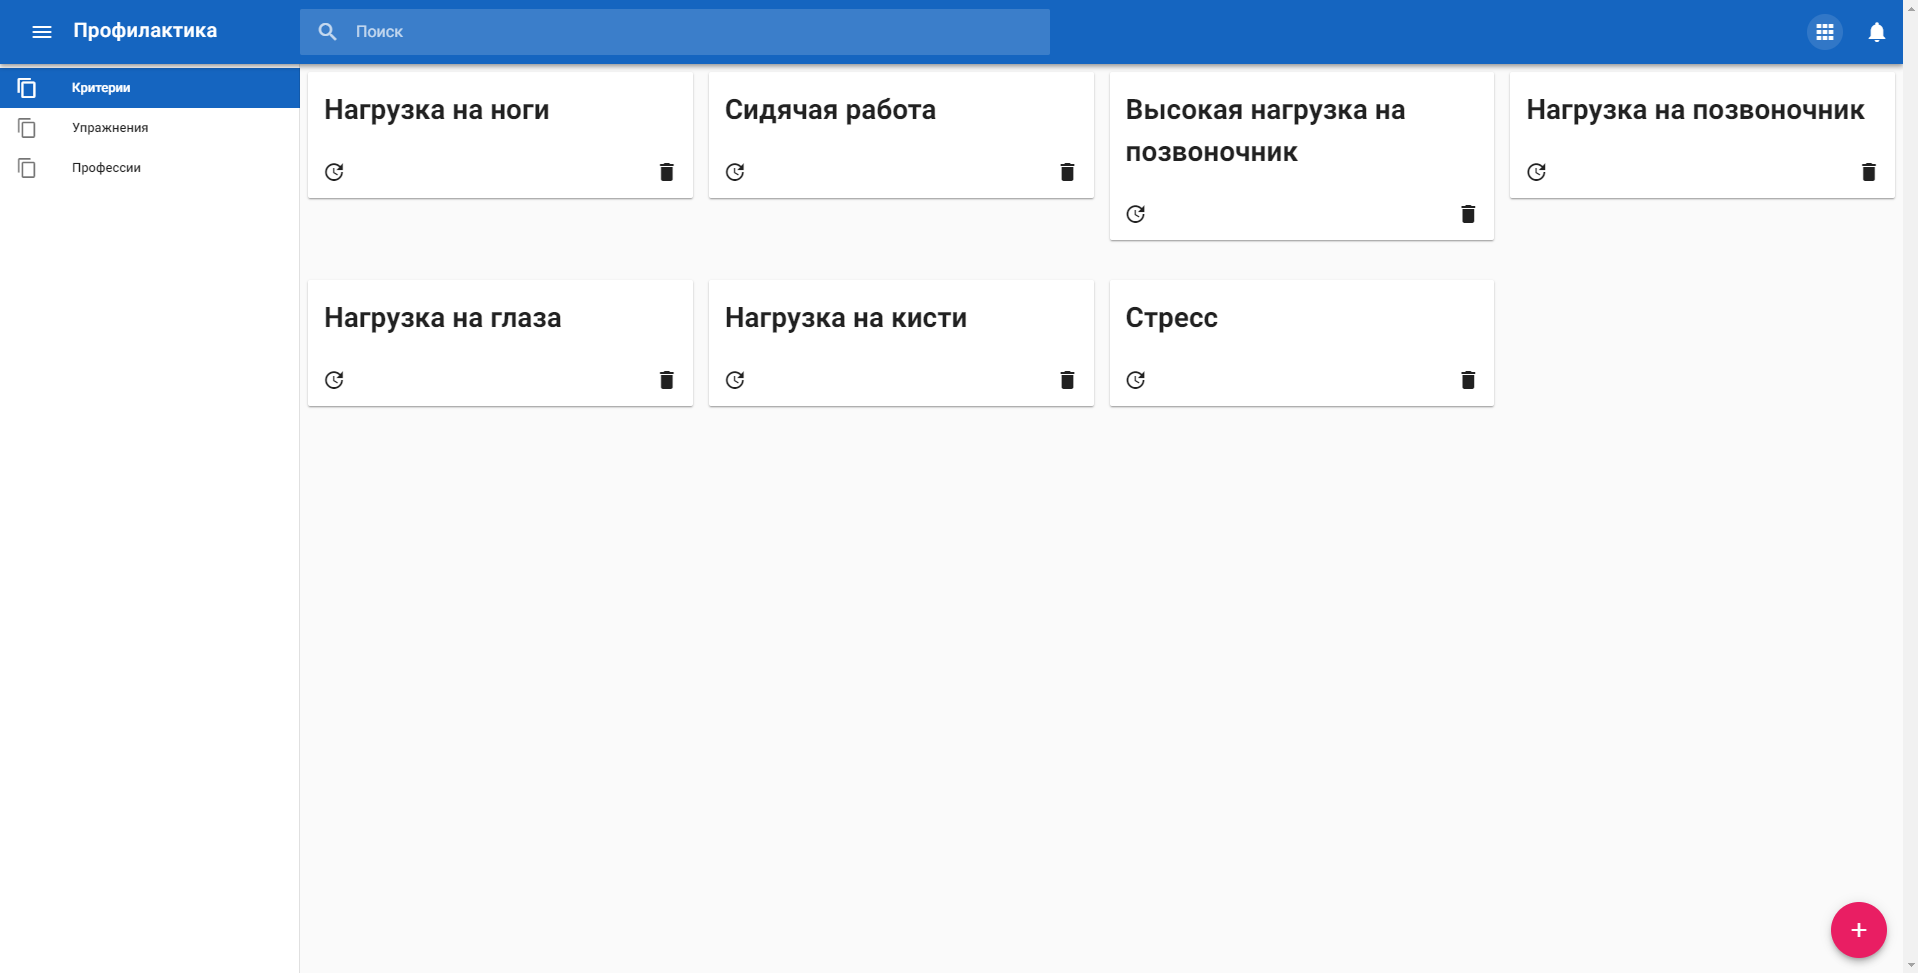 Профилактика
Поиск
Критерии
Упражнения
Профессии
Нагрузка на ноги
Сидячая работа
Высокая нагрузка на
позвоночник
Нагрузка на позвоночник
Нагрузка на глаза
Нагрузка на кисти
Стресс